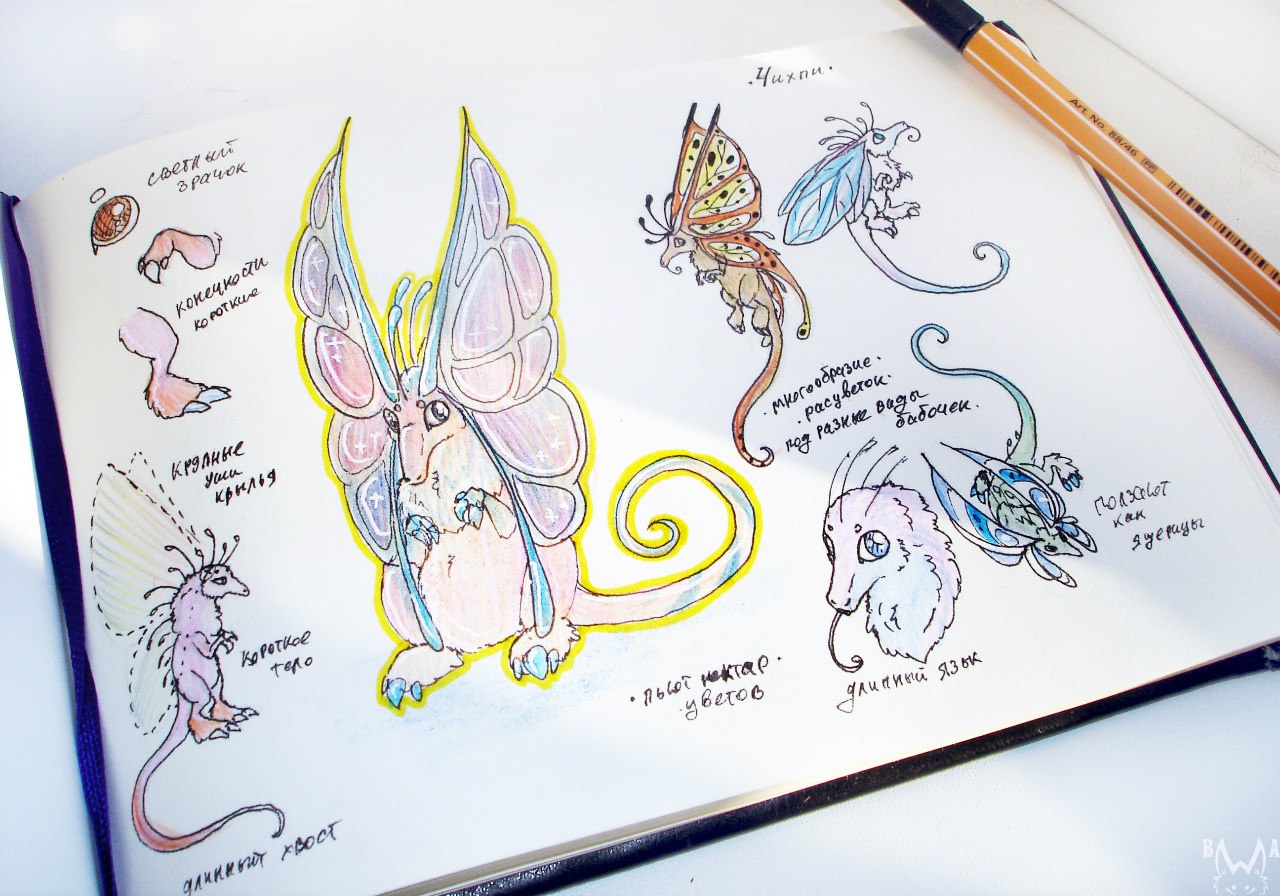 .Чихпи.
светлый
зрачок
конечности
короткие
крупные
уши
крылья
короткое
тело
длинный хвост
многообразие.
.расцветок.
под разные виды
бабочек.
ползают
как
ящерицы
.пьют нектар.
.цветов
длинный язык
Art. No. 88/46
B A